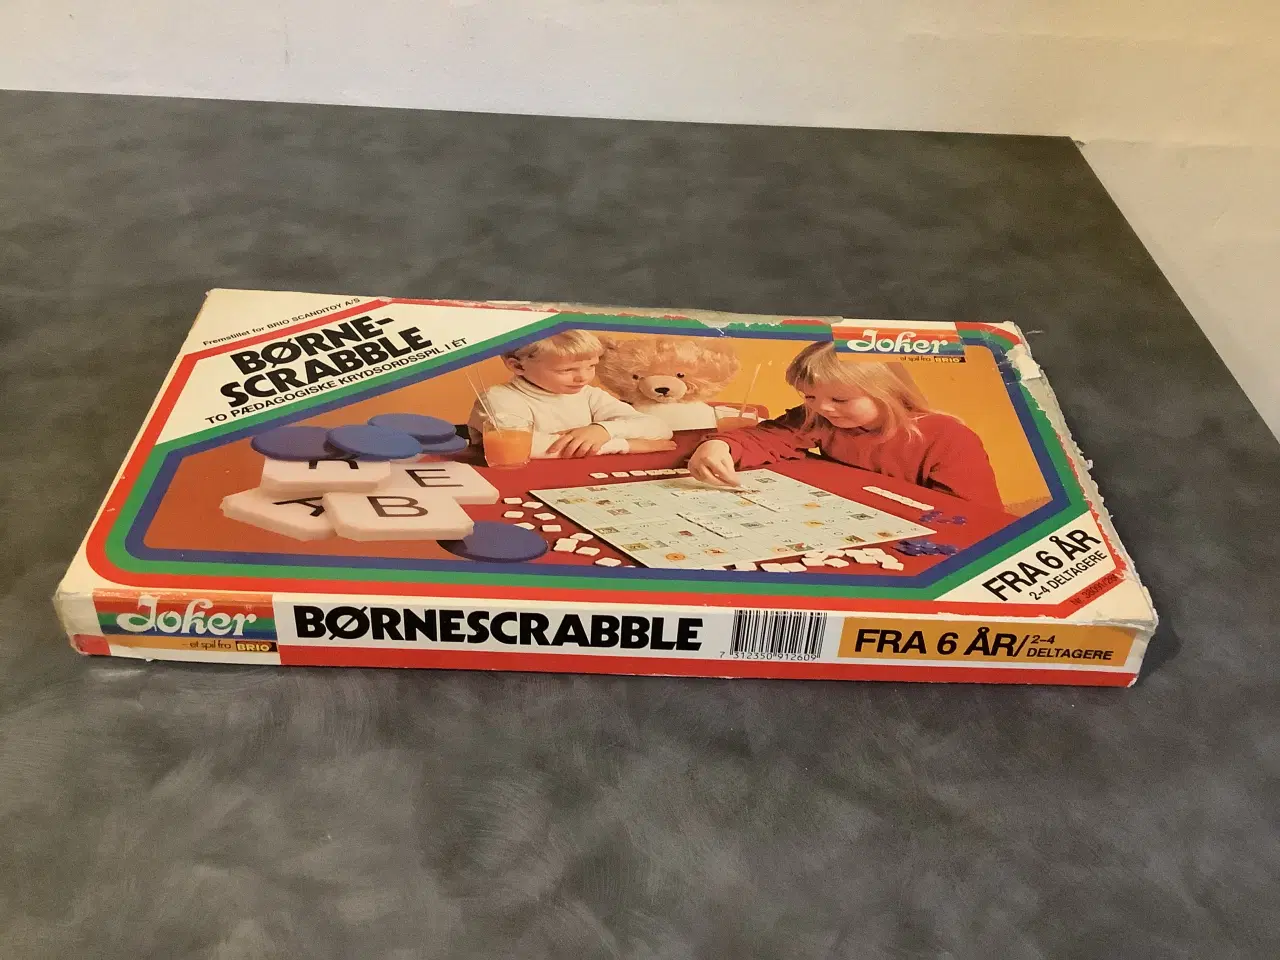 Fremstillet for BRIO SCANDITOY A/S
BØRNE-
SCRABBLE
TO PÆDAGOGISKE KRYDSORDSSPIL I ÉT
Joker
- et spil fra BRIO
E
A
B
FRA 6 ÅR
2-4 DELTAGERE
Joker
- et spil fra BRIO
BØRNESCRABBLE
7 312350 912609
FRA 6 ÅR/ 2-4
DELTAGERE